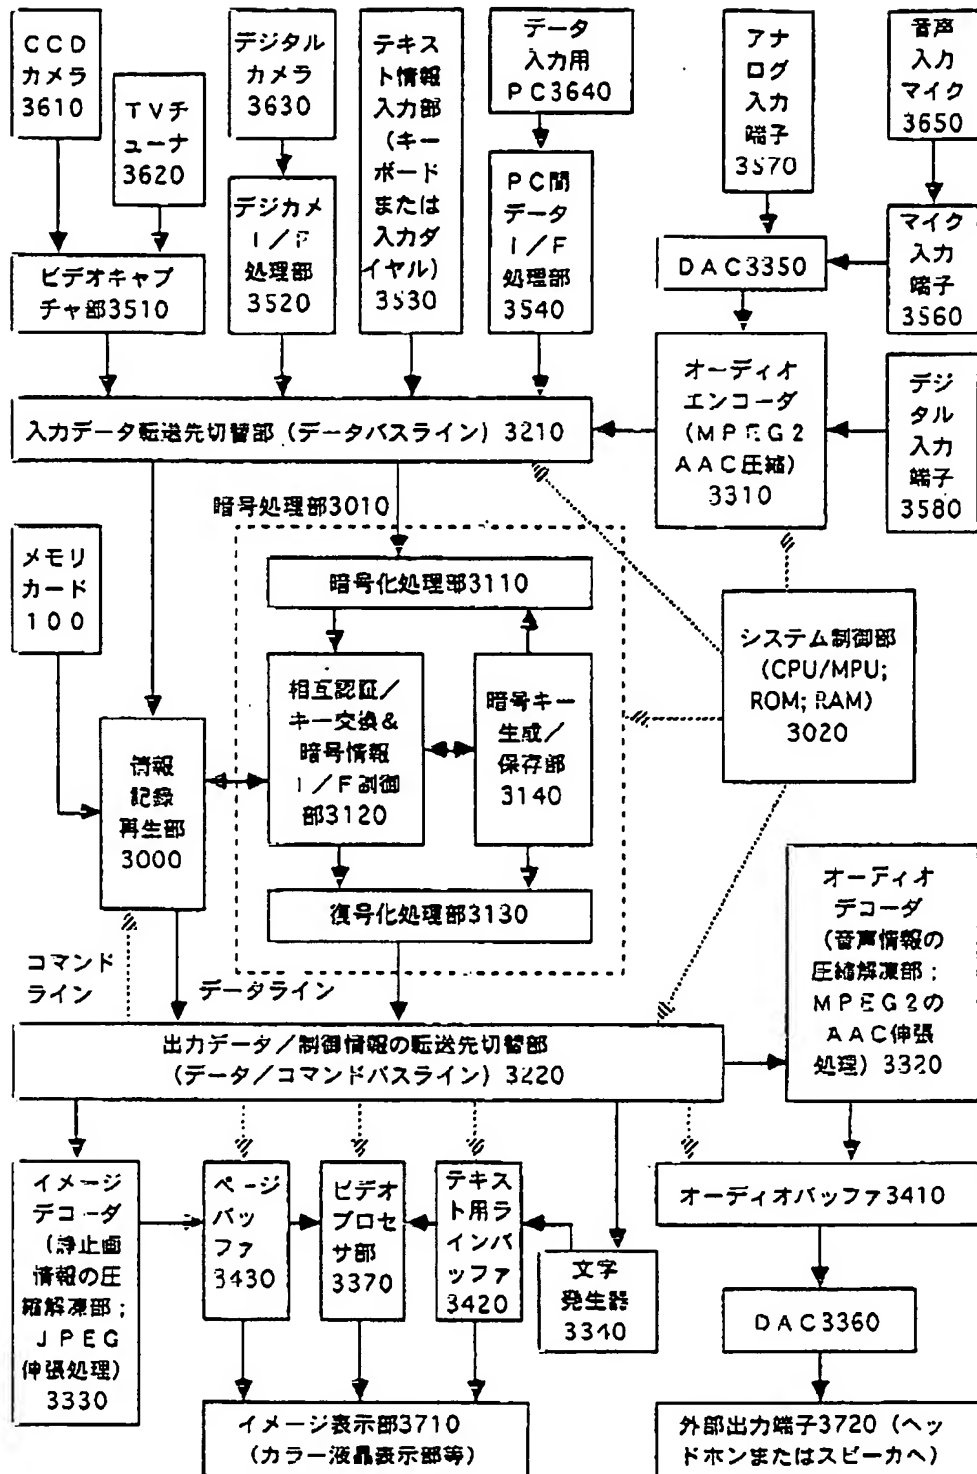 CCD
カメラ
3610
TVチ
ューナ
3620
デジタル
カメラ
3630
テキス
ト情報
入力部
(キー
ボード
または
入力ダ
イヤル)
3530
データ
入力用
PC3640
アナ
ログ
入力
端子
3570
音声
入力
マイク
3650
デジカメ
I/F
処理部
3520
PC間
データ
I/F
処理部
3540
マイク
入力
端子
3560
ビデオキャプ
チャ部3510
DAC3350
オーディオ
エンコーダ
(MPEG2
AAC圧縮)
3310
デジ
タル
入力
端子
3580
入力データ転送先切替部(データバスライン)3210
暗号処理部3010
メモリ
カード
100
暗号化処理部3110
システム制御部
(CPU/MPU;
ROM; RAM)
3020
相互認証/
キー交換&
暗号情報
I/F制御
部3120
暗号キー
生成/
保存部
3140
情報
記録
再生部
3000
復号化処理部3130
オーディオ
デコーダ
(音声情報の
圧縮解凍部;
MPEG2の
AAC伸張
処理)3320
コマンド
ライン
データライン
出力データ/制御情報の転送先切替部
(データ/コマンドバスライン)3220
イメージ
デコーダ
(静止画
情報の圧
縮解凍部;
JPEG
伸張処理)
3330
ページ
バッ
ファ
3430
ビデオ
プロセ
サ部
3370
テキス
ト用ラ
インバ
ッファ
3420
文字
発生器
3340
オーディオバッファ3410
DAC3360
イメージ表示部3710
(カラー液晶表示部等)
外部出力端子3720(ヘッ
ドホンまたはスピーカへ)